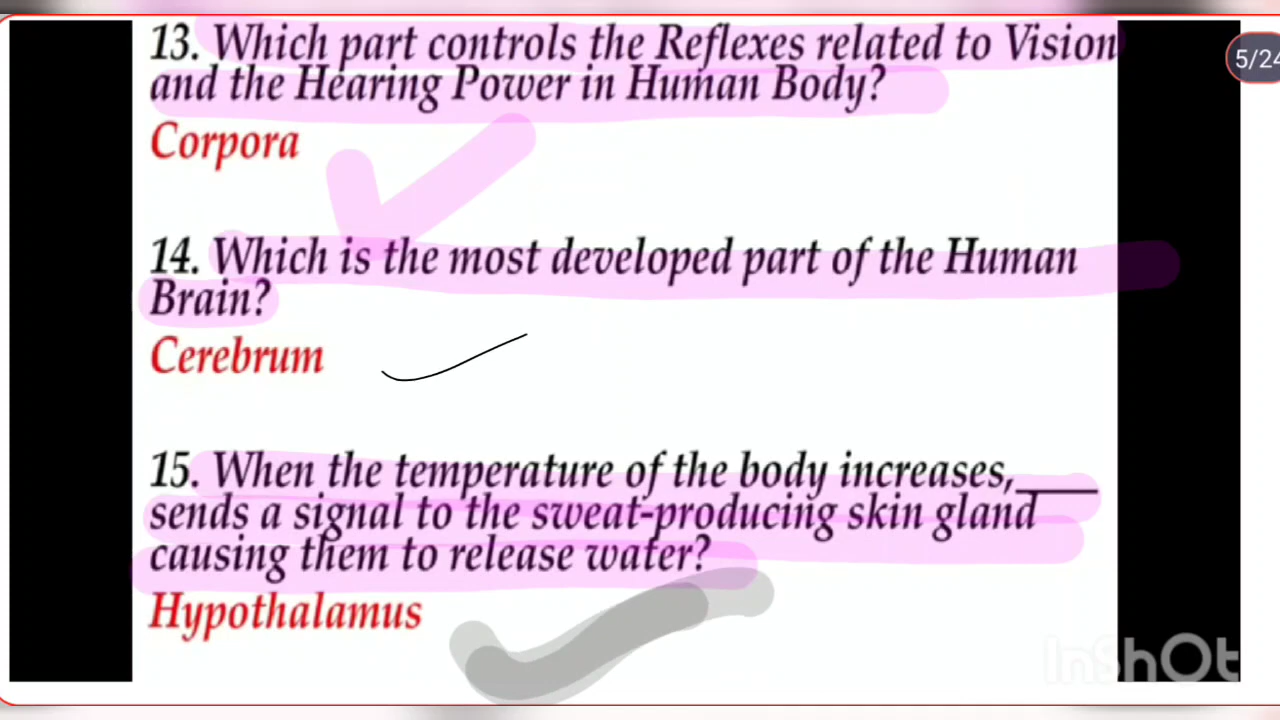 5/24
13. Which part controls the Reflexes related to Vision
and the Hearing Power in Human Body?
Corpora
14. Which is the most developed part of the Human
Brain?
Cerebrum
15. When the temperature of the body increases,____
sends a signal to the sweat-producing skin gland
causing them to release water?
Hypothalamus
InShOt